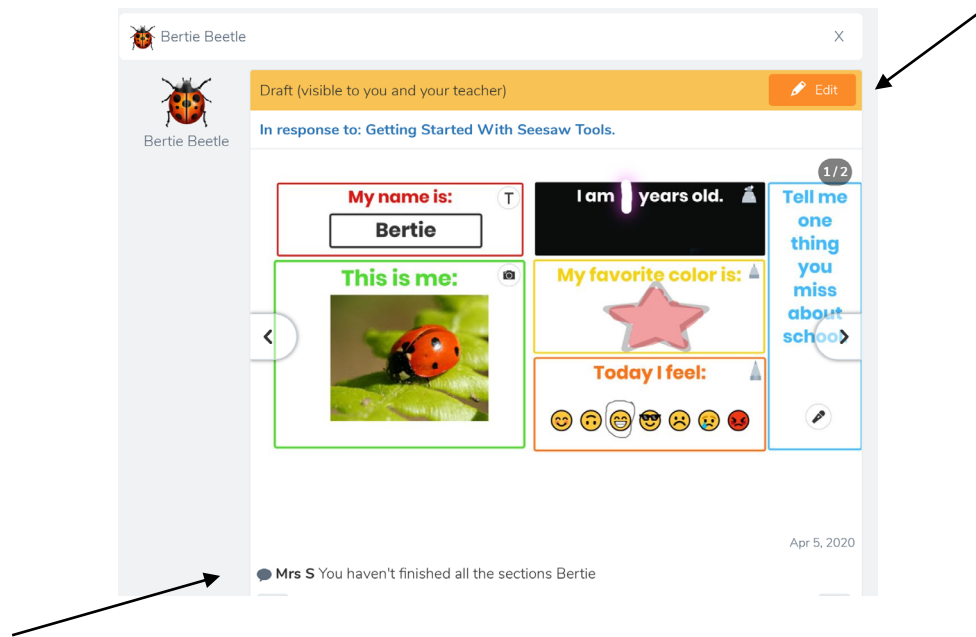 Bertie Beetle
X
Bertie Beetle
Draft (visible to you and your teacher)
Edit
In response to: Getting Started With Seesaw Tools.
1 / 2
My name is:
T
Bertie
This is me:
I am 1 years old.
My favorite color is:
Today I feel:
Tell me
one
thing
you
miss
about
school
Apr 5, 2020
Mrs S You haven't finished all the sections Bertie